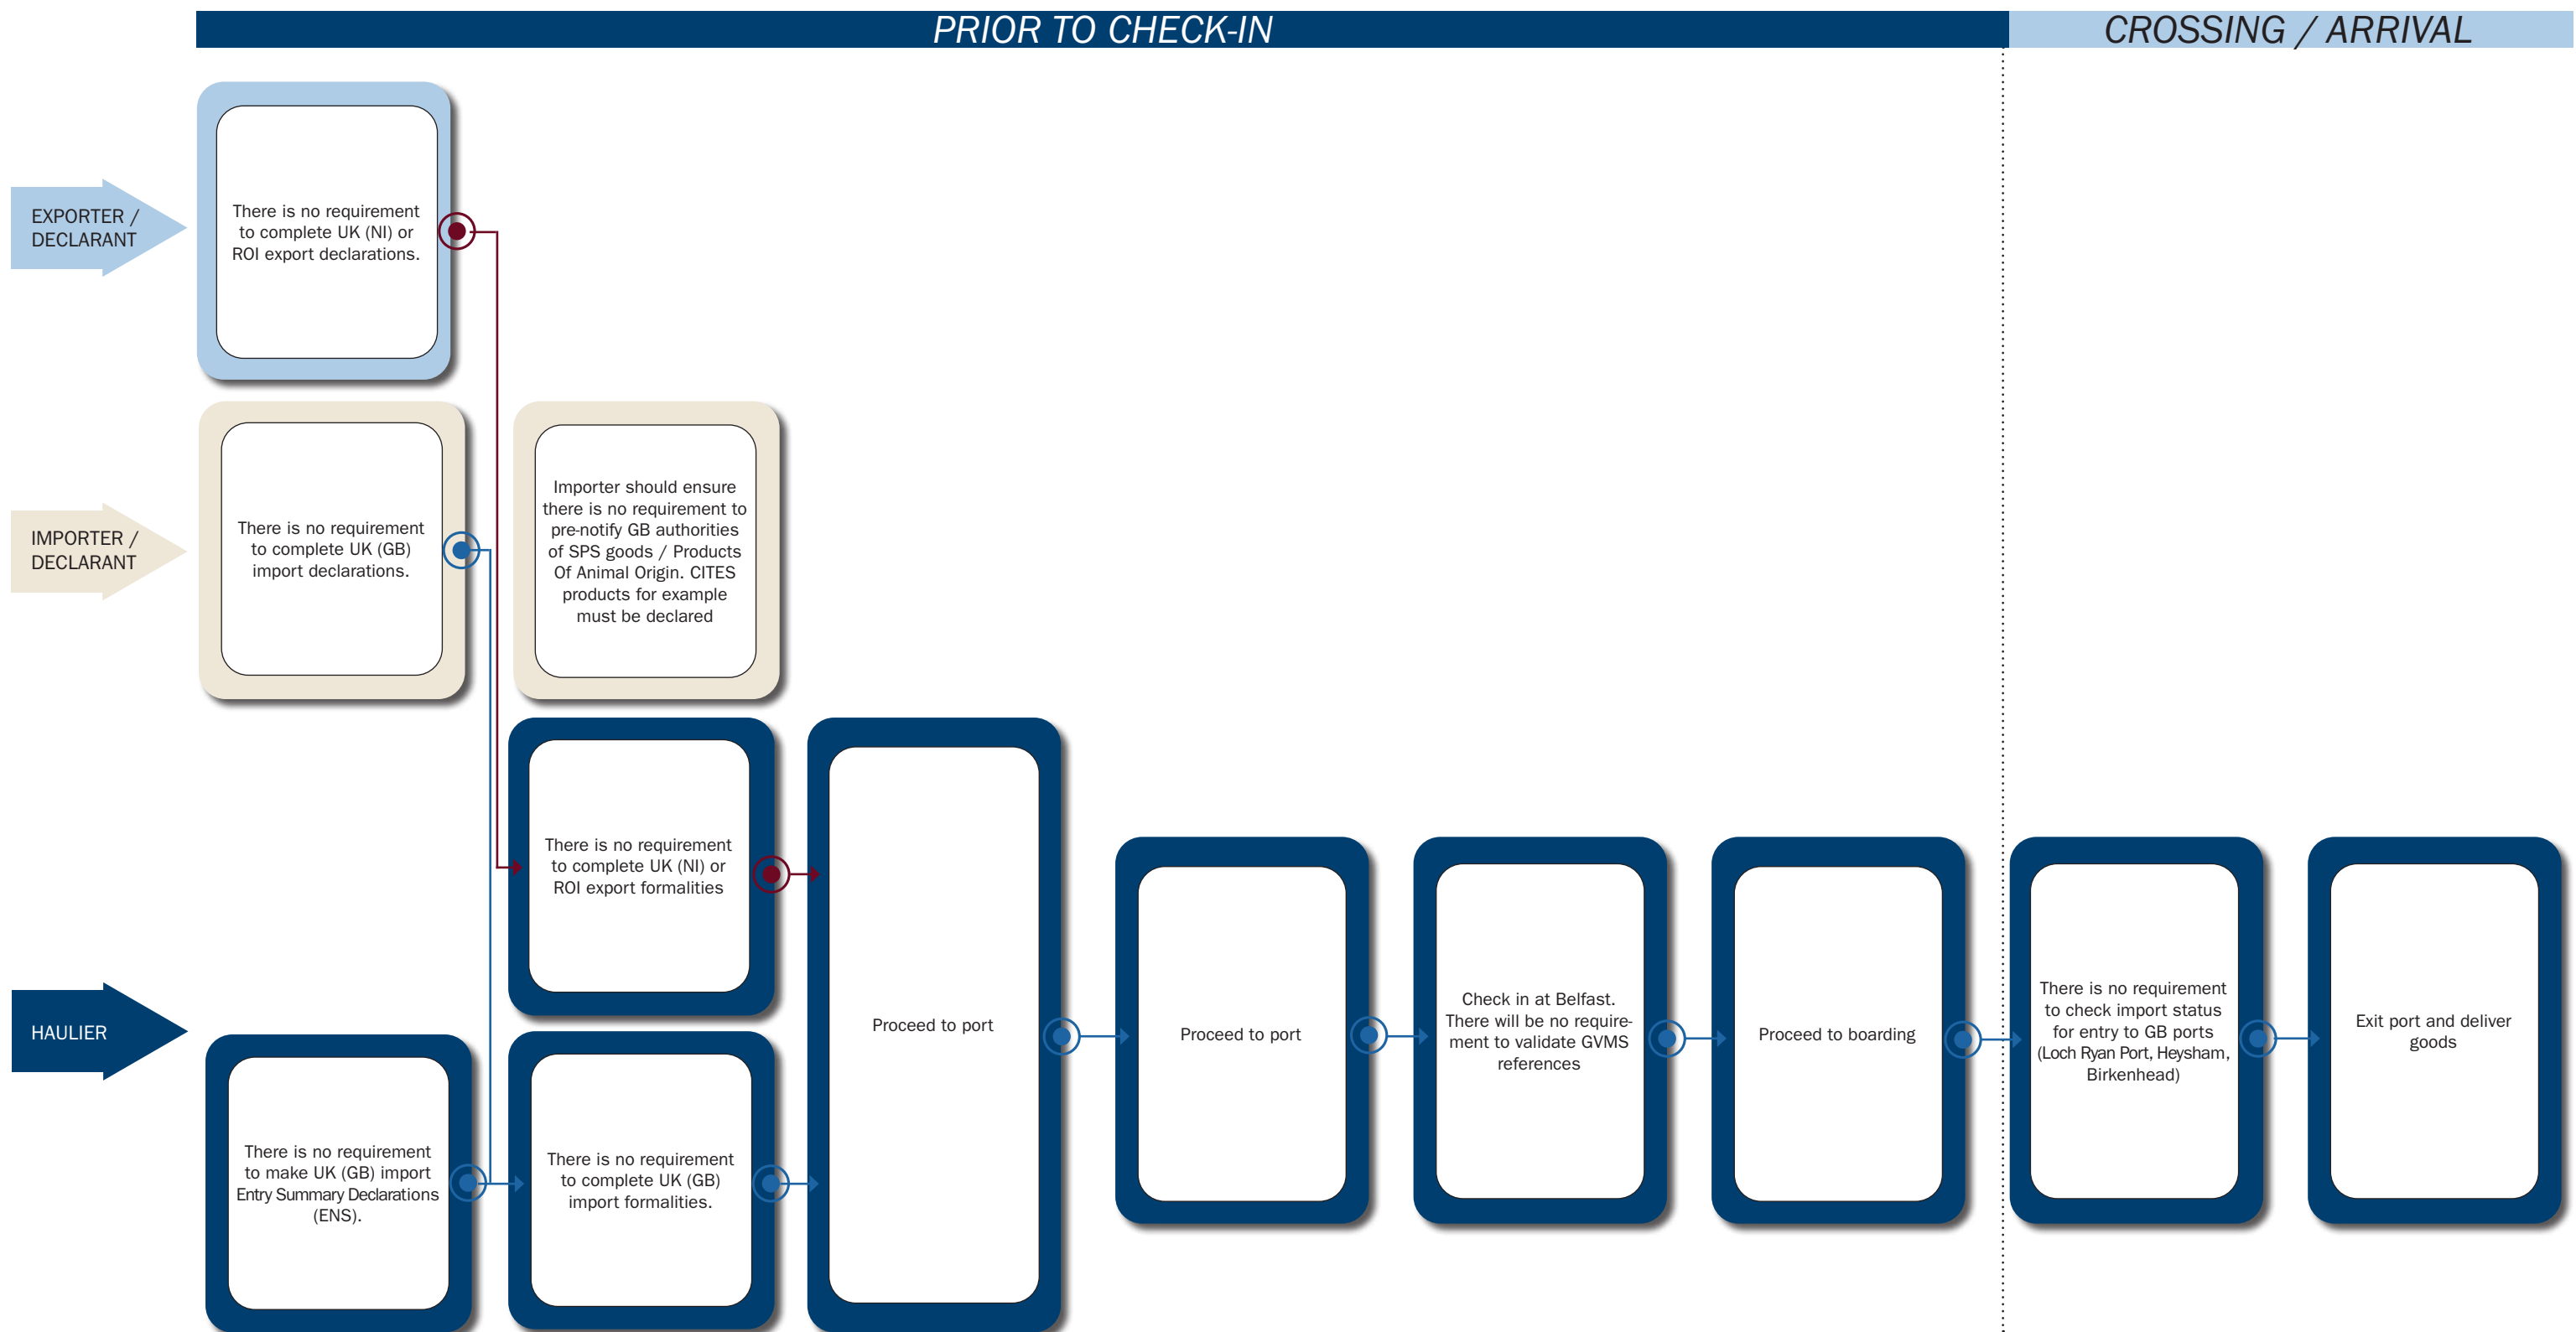 PRIOR TO CHECK-IN
CROSSING / ARRIVAL
EXPORTER /
DECLARANT
There is no requirement
to complete UK (NI) or
ROI export declarations.
IMPORTER /
DECLARANT
There is no requirement
to complete UK (GB)
import declarations.
Importer should ensure
there is no requirement to
pre-notify GB authorities
of SPS goods / Products
Of Animal Origin. CITES
products for example
must be declared
HAULIER
There is no requirement
to make UK (GB) import
Entry Summary Declarations
(ENS).
There is no requirement
to complete UK (NI) or
ROI export formalities
There is no requirement
to complete UK (GB)
import formalities.
Proceed to port
Proceed to port
Check in at Belfast.
There will be no require-
ment to validate GVMS
references
Proceed to boarding
There is no requirement
to check import status
for entry to GB ports
(Loch Ryan Port, Heysham,
Birkenhead)
Exit port and deliver
goods